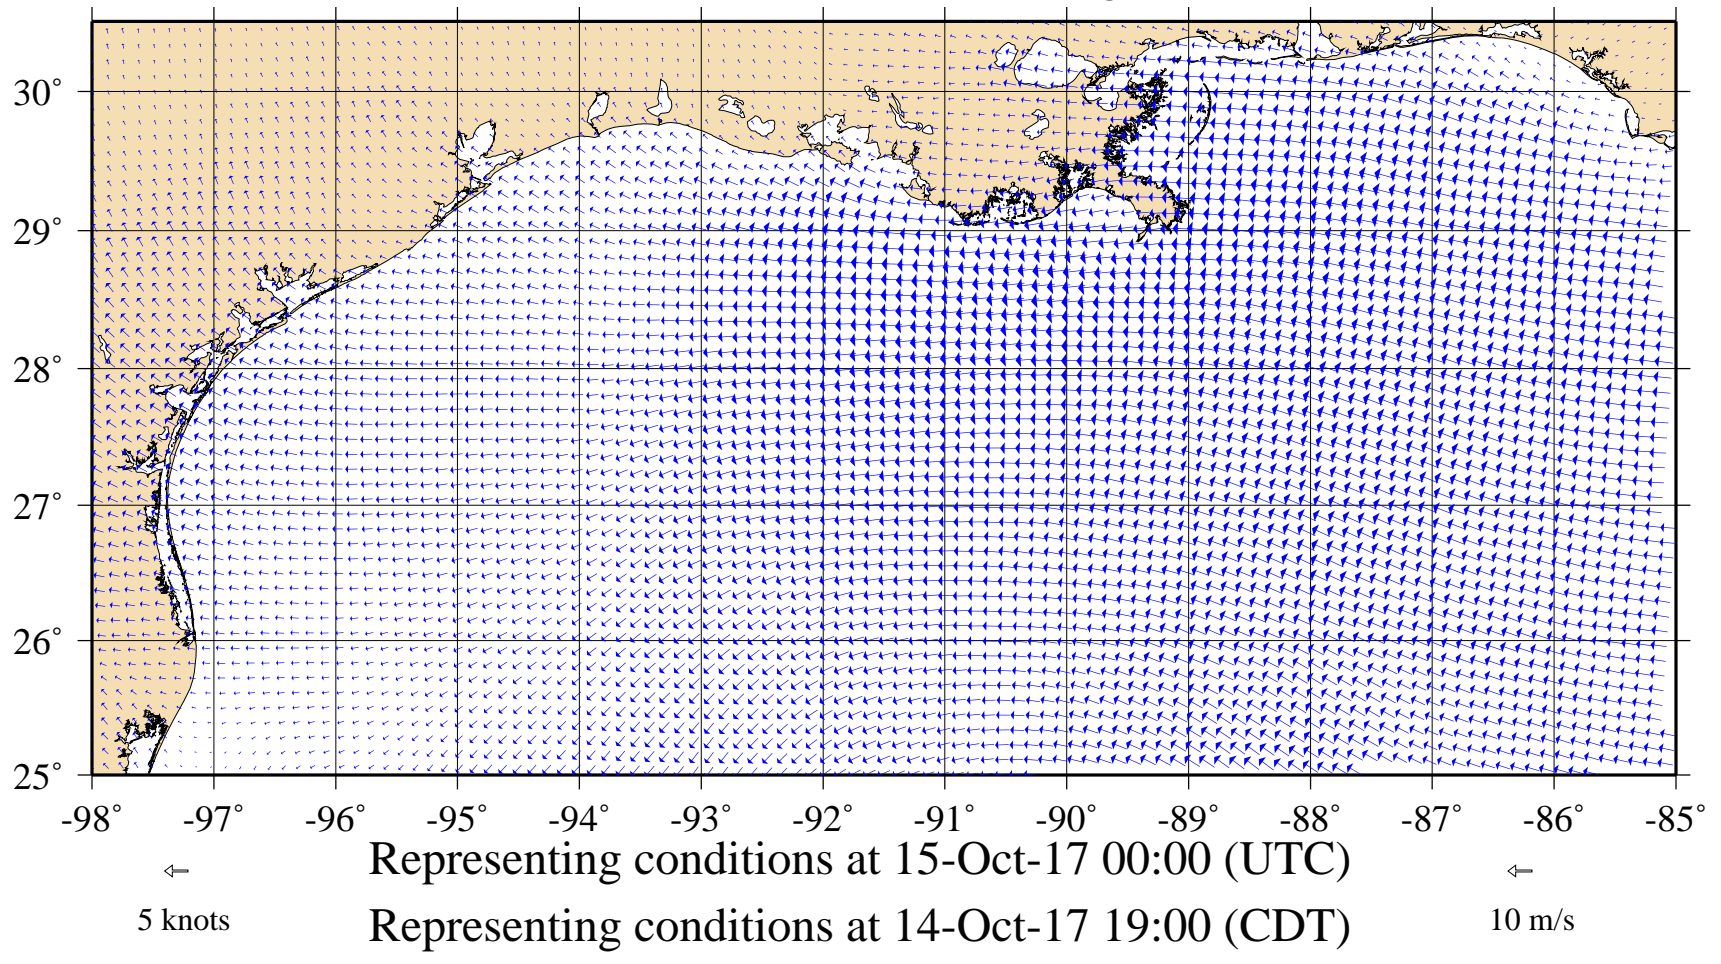 30°
29°
28°
27°
26°
25°
-98° -97° -96° -95° -94° -93° -92° -91° -90° -89° -88° -87° -86° -85°
Representing conditions at 15-Oct-17 00:00 (UTC)
5 knots
10 m/s
Representing conditions at 14-Oct-17 19:00 (CDT)